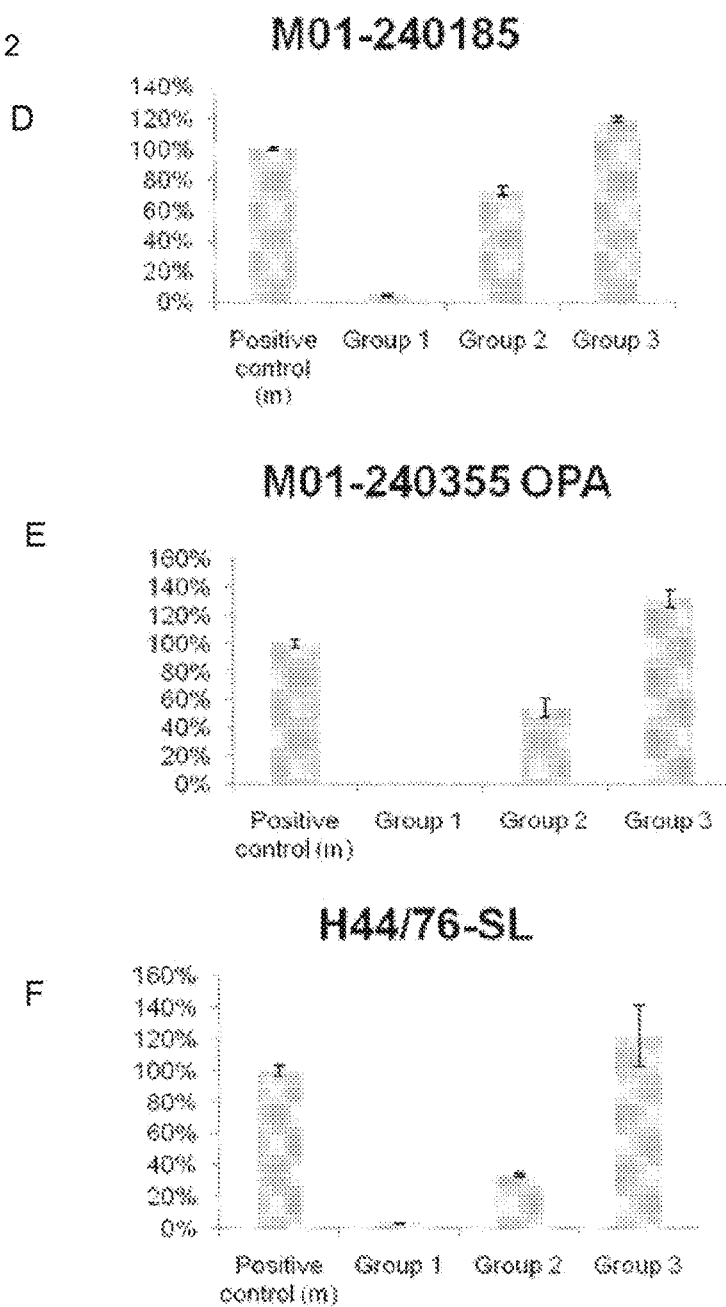 2
M01-240185
D
140%
120%
100%
80%
60%
40%
20%
0%
Positive control (m)
Group 1
Group 2
Group 3
M01-240355 OPA
E
160%
140%
120%
100%
80%
60%
40%
20%
0%
Positive control (m)
Group 1
Group 2
Group 3
H44/76-SL
F
160%
140%
120%
100%
80%
60%
40%
20%
0%
Positive control (m)
Group 1
Group 2
Group 3